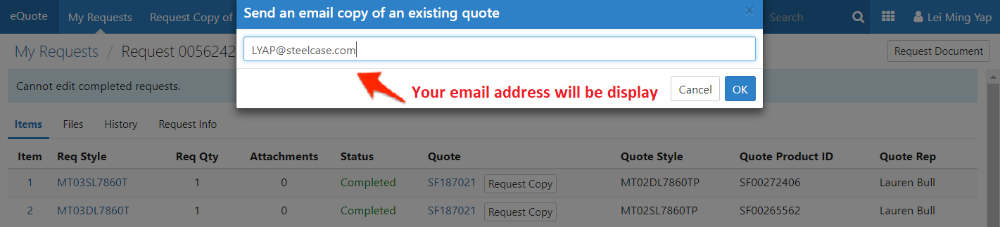 eQuote My Requests Request Copy of Search Lei Ming Yap
Send an email copy of an existing quote ×
LYAP@steelcase.com
Your email address will be display
Cancel OK
My Requests / Request 0056242 Request Document
Cannot edit completed requests.
Items Files History Request Info
Item Req Style Req Qty Attachments Status Quote Quote Style Quote Product ID Quote Rep
1 MT03SL7860T 1 0 Completed SF187021 Request Copy MT02DL7860TP SF00272406 Lauren Bull
2 MT03DL7860T 1 0 Completed SF187021 Request Copy MT02SL7860TP SF00265562 Lauren Bull